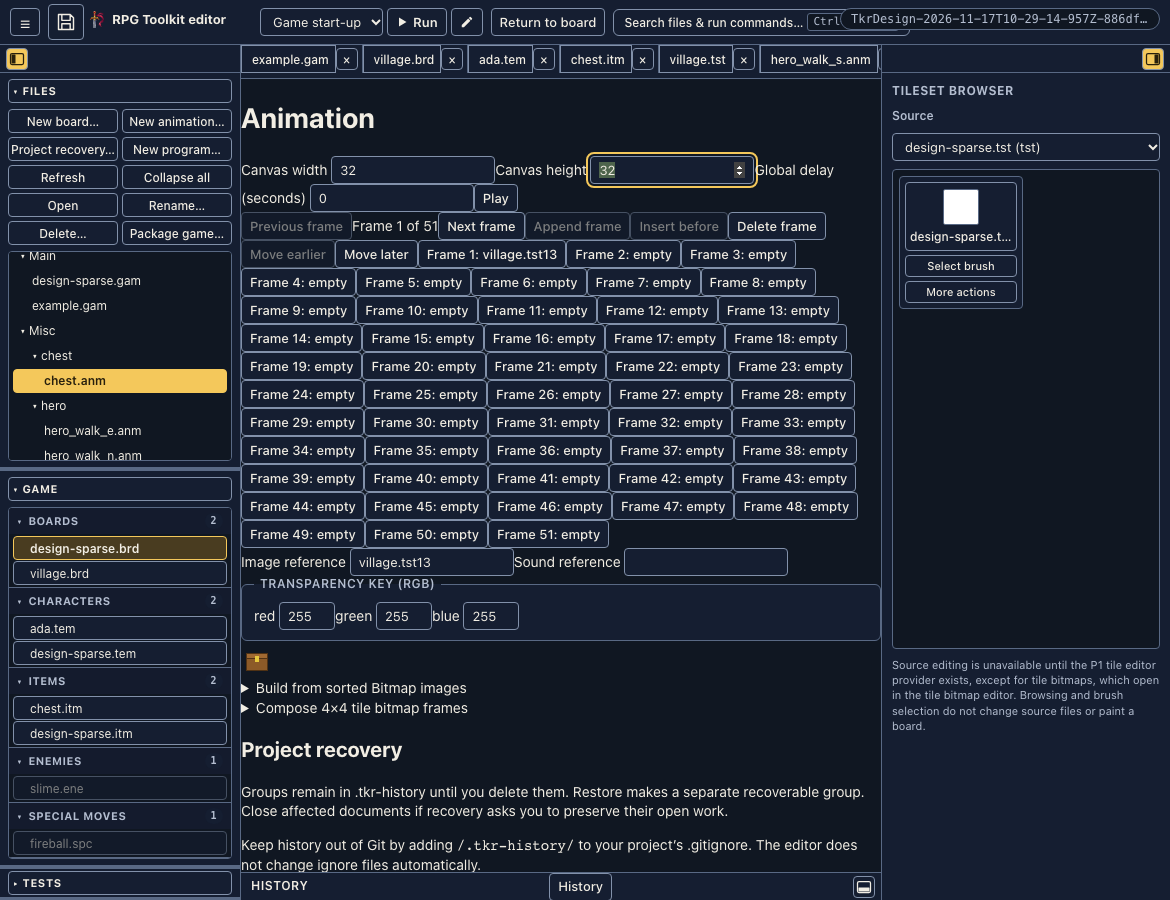 RPG Toolkit editor
Game start-up
Run
Return to board
Search files & run commands... Ctrl
TkrDesign-2026-11-17T10-29-14-957Z-886df…
example.gam ×
village.brd ×
ada.tem ×
chest.itm ×
village.tst ×
hero_walk_s.anm
FILES
New board...
New animation...
Project recovery...
New program...
Refresh
Collapse all
Open
Rename...
Delete...
Package game...
Main
design-sparse.gam
example.gam
Misc
chest
chest.anm
hero
hero_walk_e.anm
hero_walk_n.anm
GAME
BOARDS 2
design-sparse.brd
village.brd
CHARACTERS 2
ada.tem
design-sparse.tem
ITEMS 2
chest.itm
design-sparse.itm
ENEMIES 1
slime.ene
SPECIAL MOVES 1
fireball.spc
TESTS
Animation
Canvas width 32 Canvas height 32 Global delay
(seconds) 0 Play
Previous frame Frame 1 of 51 Next frame Append frame Insert before Delete frame
Move earlier Move later Frame 1: village.tst13 Frame 2: empty Frame 3: empty
Frame 4: empty Frame 5: empty Frame 6: empty Frame 7: empty Frame 8: empty
Frame 9: empty Frame 10: empty Frame 11: empty Frame 12: empty Frame 13: empty
Frame 14: empty Frame 15: empty Frame 16: empty Frame 17: empty Frame 18: empty
Frame 19: empty Frame 20: empty Frame 21: empty Frame 22: empty Frame 23: empty
Frame 24: empty Frame 25: empty Frame 26: empty Frame 27: empty Frame 28: empty
Frame 29: empty Frame 30: empty Frame 31: empty Frame 32: empty Frame 33: empty
Frame 34: empty Frame 35: empty Frame 36: empty Frame 37: empty Frame 38: empty
Frame 39: empty Frame 40: empty Frame 41: empty Frame 42: empty Frame 43: empty
Frame 44: empty Frame 45: empty Frame 46: empty Frame 47: empty Frame 48: empty
Frame 49: empty Frame 50: empty Frame 51: empty
Image reference village.tst13 Sound reference
TRANSPARENCY KEY (RGB)
red 255 green 255 blue 255
Build from sorted Bitmap images
Compose 4×4 tile bitmap frames
Project recovery
Groups remain in .tkr-history until you delete them. Restore makes a separate recoverable group.
Close affected documents if recovery asks you to preserve their open work.
Keep history out of Git by adding /.tkr-history/ to your project's .gitignore. The editor does
not change ignore files automatically.
HISTORY
History
TILESET BROWSER
Source
design-sparse.tst (tst)
design-sparse.t...
Select brush
More actions
Source editing is unavailable until the P1 tile editor
provider exists, except for tile bitmaps, which open
in the tile bitmap editor. Browsing and brush
selection do not change source files or paint a
board.